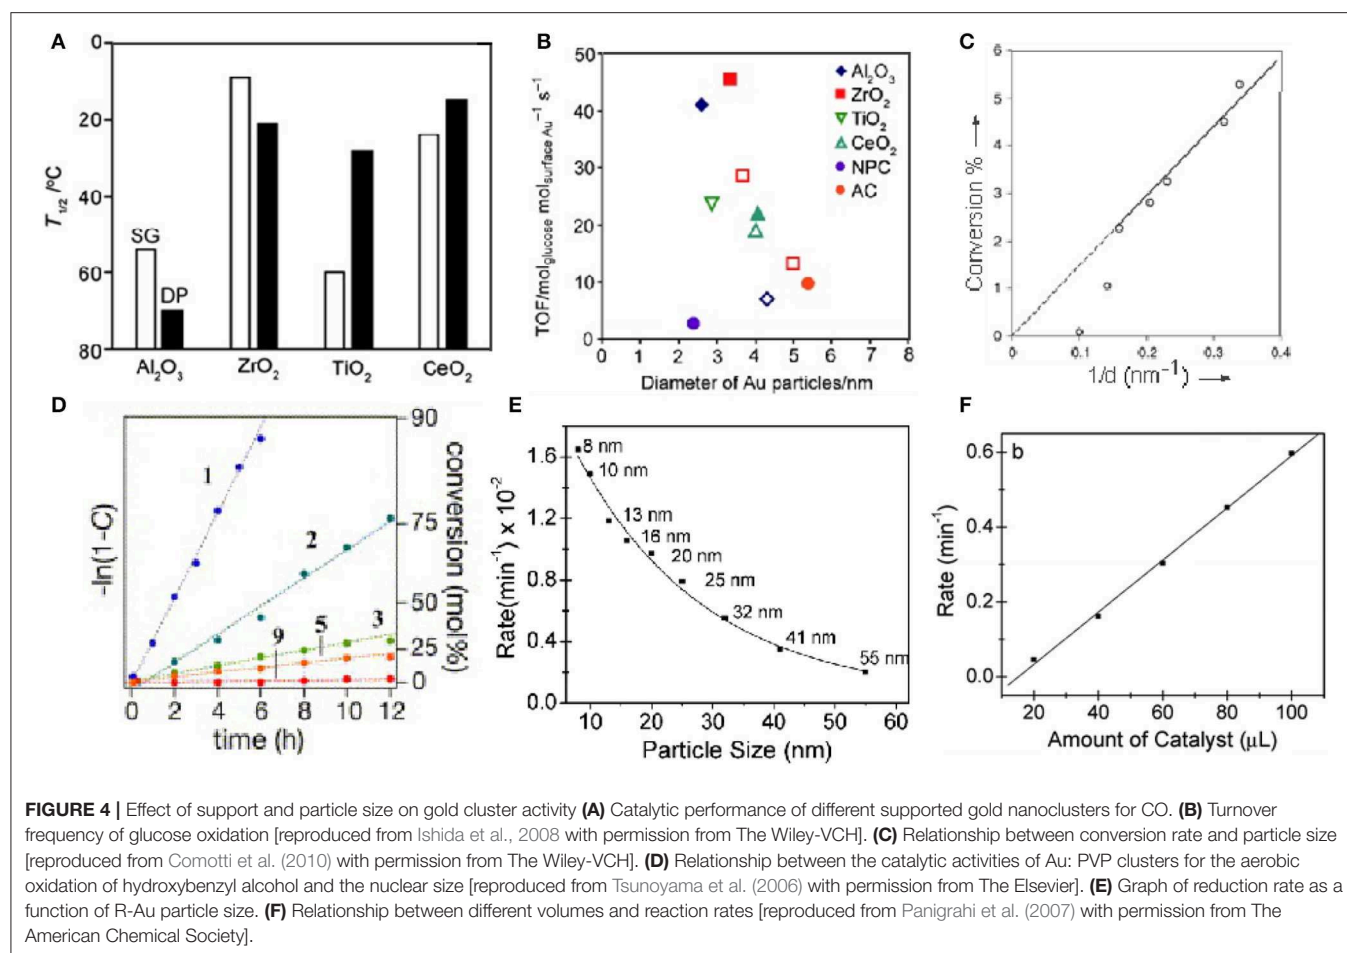 A
0
20
40
60
80
T1/2 /ºC
SG
DP
Al2O3
ZrO2
TiO2
CeO2
B
50
40
30
20
10
0
TOF/molglucose molsurface Au−1 s−1
Al2O3
ZrO2
TiO2
CeO2
NPC
AC
0 1 2 3 4 5 6 7 8
Diameter of Au particles/nm
C
6
5
4
3
2
1
0
Conversion %
0 0.1 0.2 0.3 0.4
1/d (nm−1)
D
-ln(1-C)
1
2
3
5
9
90
75
50
25
0
conversion (mol%)
0 2 4 6 8 10 12
time (h)
E
1.6
1.2
0.8
0.4
0.0
Rate(min-1) x 10-2
8 nm
10 nm
13 nm
16 nm
20 nm
25 nm
32 nm
41 nm
55 nm
10 20 30 40 50 60
Particle Size (nm)
F
b
0.6
0.4
0.2
0.0
Rate (min-1)
20 40 60 80 100
Amount of Catalyst (μL)
FIGURE 4 | Effect of support and particle size on gold cluster activity (A) Catalytic performance of different supported gold nanoclusters for CO. (B) Turnover
frequency of glucose oxidation [reproduced from Ishida et al., 2008 with permission from The Wiley-VCH]. (C) Relationship between conversion rate and particle size
[reproduced from Comotti et al. (2010) with permission from The Wiley-VCH]. (D) Relationship between the catalytic activities of Au: PVP clusters for the aerobic
oxidation of hydroxybenzyl alcohol and the nuclear size [reproduced from Tsunoyama et al. (2006) with permission from The Elsevier]. (E) Graph of reduction rate as a
function of R-Au particle size. (F) Relationship between different volumes and reaction rates [reproduced from Panigrahi et al. (2007) with permission from The
American Chemical Society].